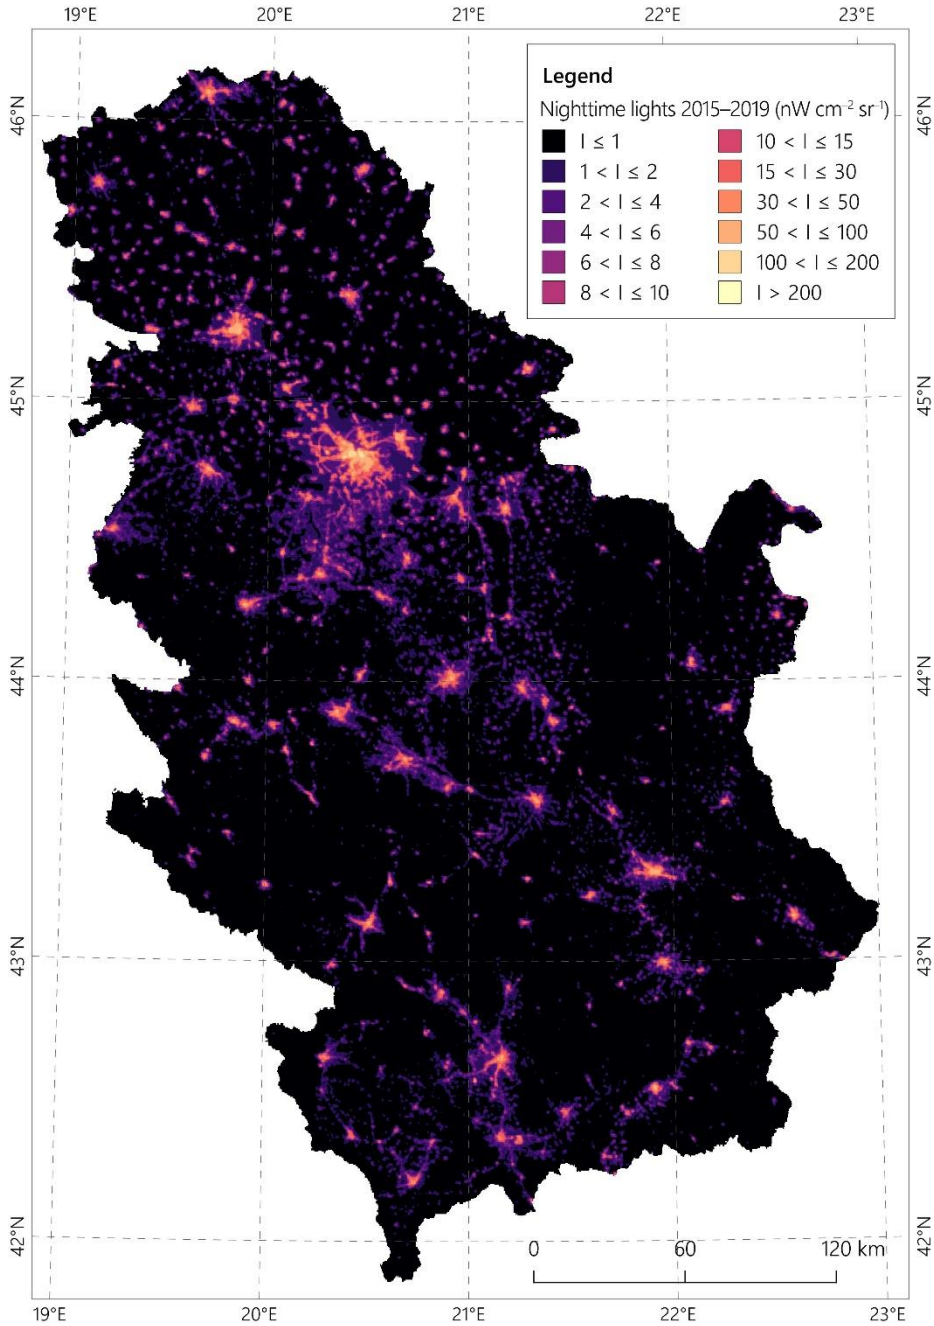 19°E 20°E 21°E 22°E 23°E
Legend
Nighttime lights 2015–2019 (nW cm⁻² sr⁻¹)
I ≤ 1 10 < I ≤ 15
1 < I ≤ 2 15 < I ≤ 30
2 < I ≤ 4 30 < I ≤ 50
4 < I ≤ 6 50 < I ≤ 100
6 < I ≤ 8 100 < I ≤ 200
8 < I ≤ 10 I > 200
46°N 46°N
45°N 45°N
44°N 44°N
43°N 43°N
42°N 42°N
0 60 120 km
19°E 20°E 21°E 22°E 23°E